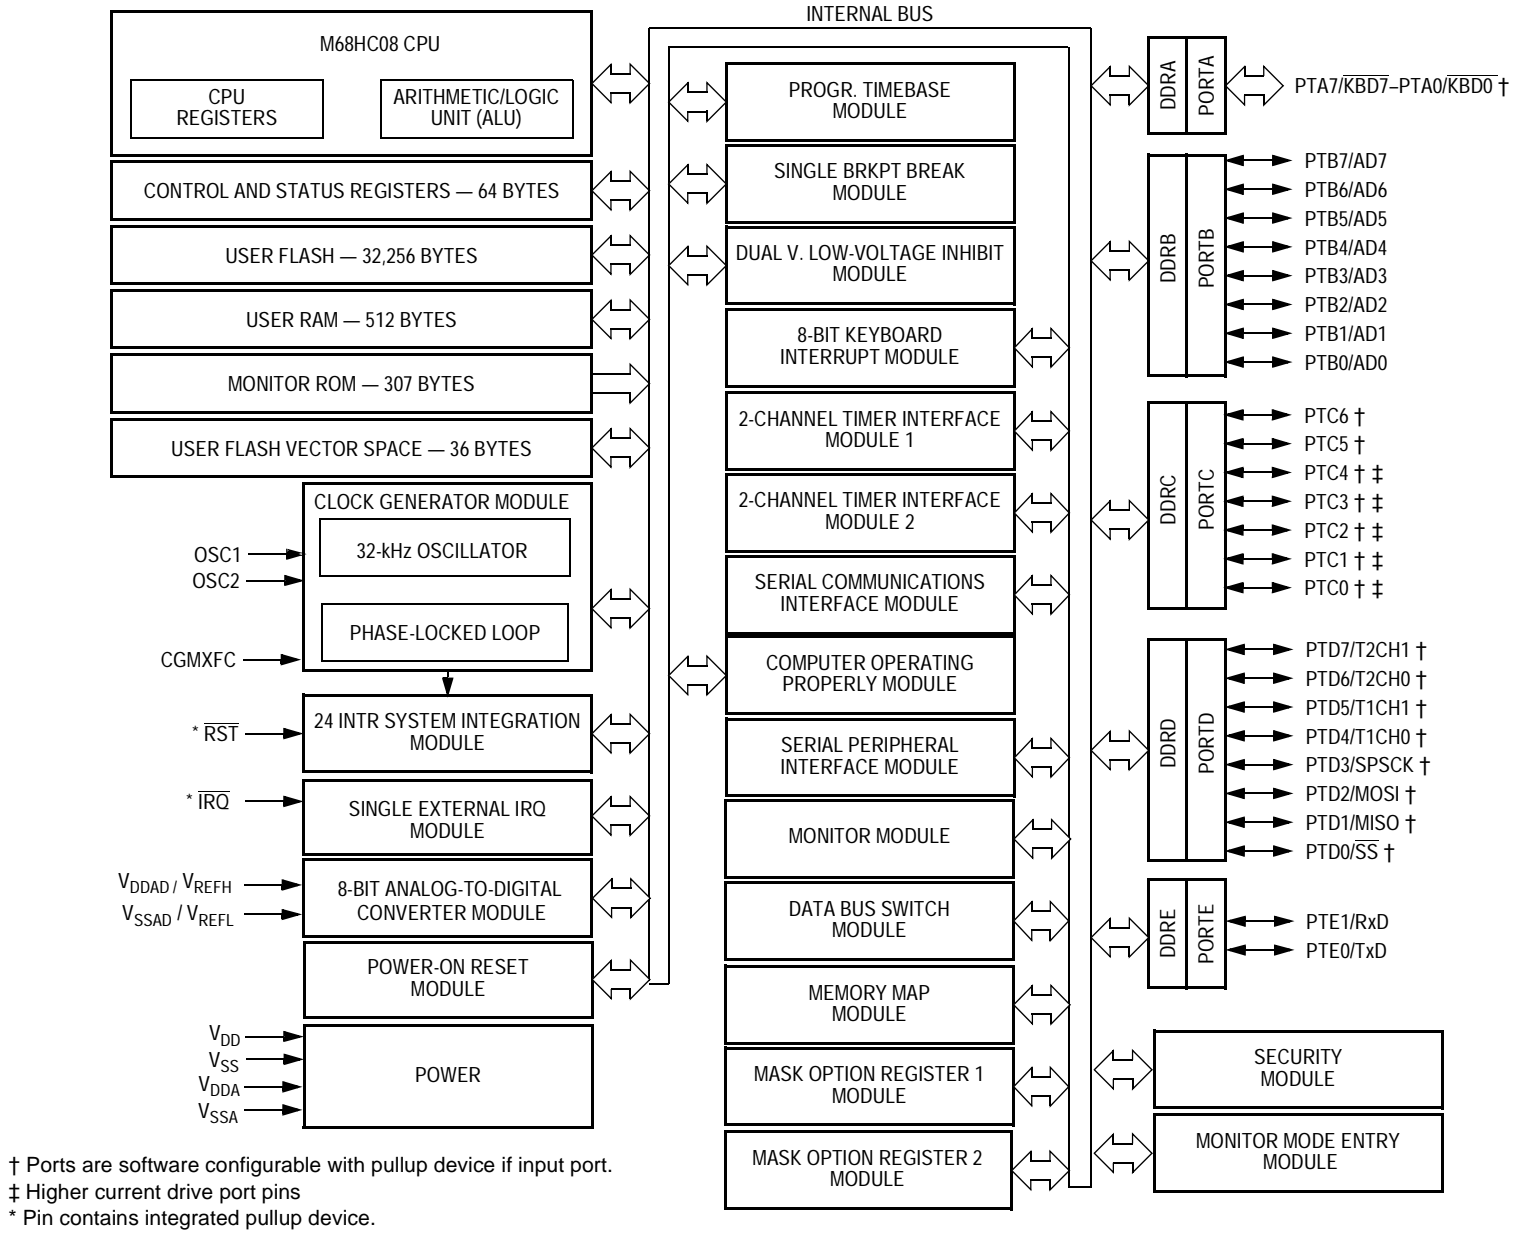 INTERNAL BUS
M68HC08 CPU
CPU
REGISTERS
ARITHMETIC/LOGIC
UNIT (ALU)
CONTROL AND STATUS REGISTERS — 64 BYTES
USER FLASH — 32,256 BYTES
USER RAM — 512 BYTES
MONITOR ROM — 307 BYTES
USER FLASH VECTOR SPACE — 36 BYTES
CLOCK GENERATOR MODULE
32-kHz OSCILLATOR
PHASE-LOCKED LOOP
OSC1
OSC2
CGMXFC
24 INTR SYSTEM INTEGRATION
MODULE
* RST
SINGLE EXTERNAL IRQ
MODULE
* IRQ
8-BIT ANALOG-TO-DIGITAL
CONVERTER MODULE
VDDAD / VREFH
VSSAD / VREFL
POWER-ON RESET
MODULE
POWER
VDD
VSS
VDDA
VSSA
PROGR. TIMEBASE
MODULE
SINGLE BRKPT BREAK
MODULE
DUAL V. LOW-VOLTAGE INHIBIT
MODULE
8-BIT KEYBOARD
INTERRUPT MODULE
2-CHANNEL TIMER INTERFACE
MODULE 1
2-CHANNEL TIMER INTERFACE
MODULE 2
SERIAL COMMUNICATIONS
INTERFACE MODULE
COMPUTER OPERATING
PROPERLY MODULE
SERIAL PERIPHERAL
INTERFACE MODULE
MONITOR MODULE
DATA BUS SWITCH
MODULE
MEMORY MAP
MODULE
MASK OPTION REGISTER 1
MODULE
MASK OPTION REGISTER 2
MODULE
DDRA
PORTA
PTA7/KBD7–PTA0/KBD0 †
DDRB
PORTB
PTB7/AD7
PTB6/AD6
PTB5/AD5
PTB4/AD4
PTB3/AD3
PTB2/AD2
PTB1/AD1
PTB0/AD0
DDRC
PORTC
PTC6 †
PTC5 †
PTC4 † ‡
PTC3 † ‡
PTC2 † ‡
PTC1 † ‡
PTC0 † ‡
DDRD
PORTD
PTD7/T2CH1 †
PTD6/T2CH0 †
PTD5/T1CH1 †
PTD4/T1CH0 †
PTD3/SPSCK †
PTD2/MOSI †
PTD1/MISO †
PTD0/SS †
DDRE
PORTE
PTE1/RxD
PTE0/TxD
SECURITY
MODULE
MONITOR MODE ENTRY
MODULE
† Ports are software configurable with pullup device if input port.
‡ Higher current drive port pins
* Pin contains integrated pullup device.